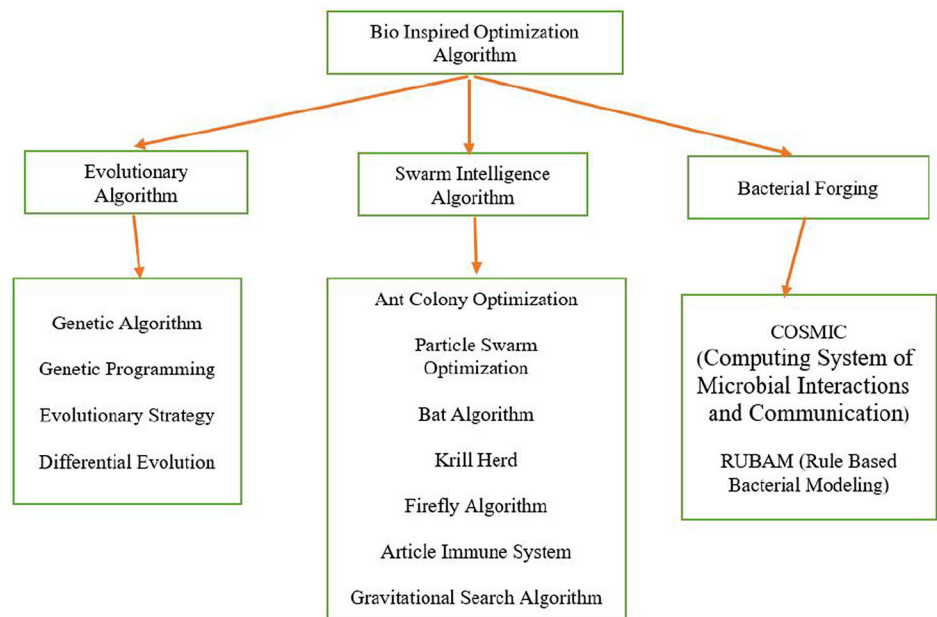 Bio Inspired Optimization
Algorithm
Evolutionary
Algorithm
Swarm Intelligence
Algorithm
Bacterial Forging
Genetic Algorithm
Genetic Programming
Evolutionary Strategy
Differential Evolution
Ant Colony Optimization
Particle Swarm
Optimization
Bat Algorithm
Krill Herd
Firefly Algorithm
Article Immune System
Gravitational Search Algorithm
COSMIC
(Computing System of
Microbial Interactions
and Communication)
RUBAM (Rule Based
Bacterial Modeling)